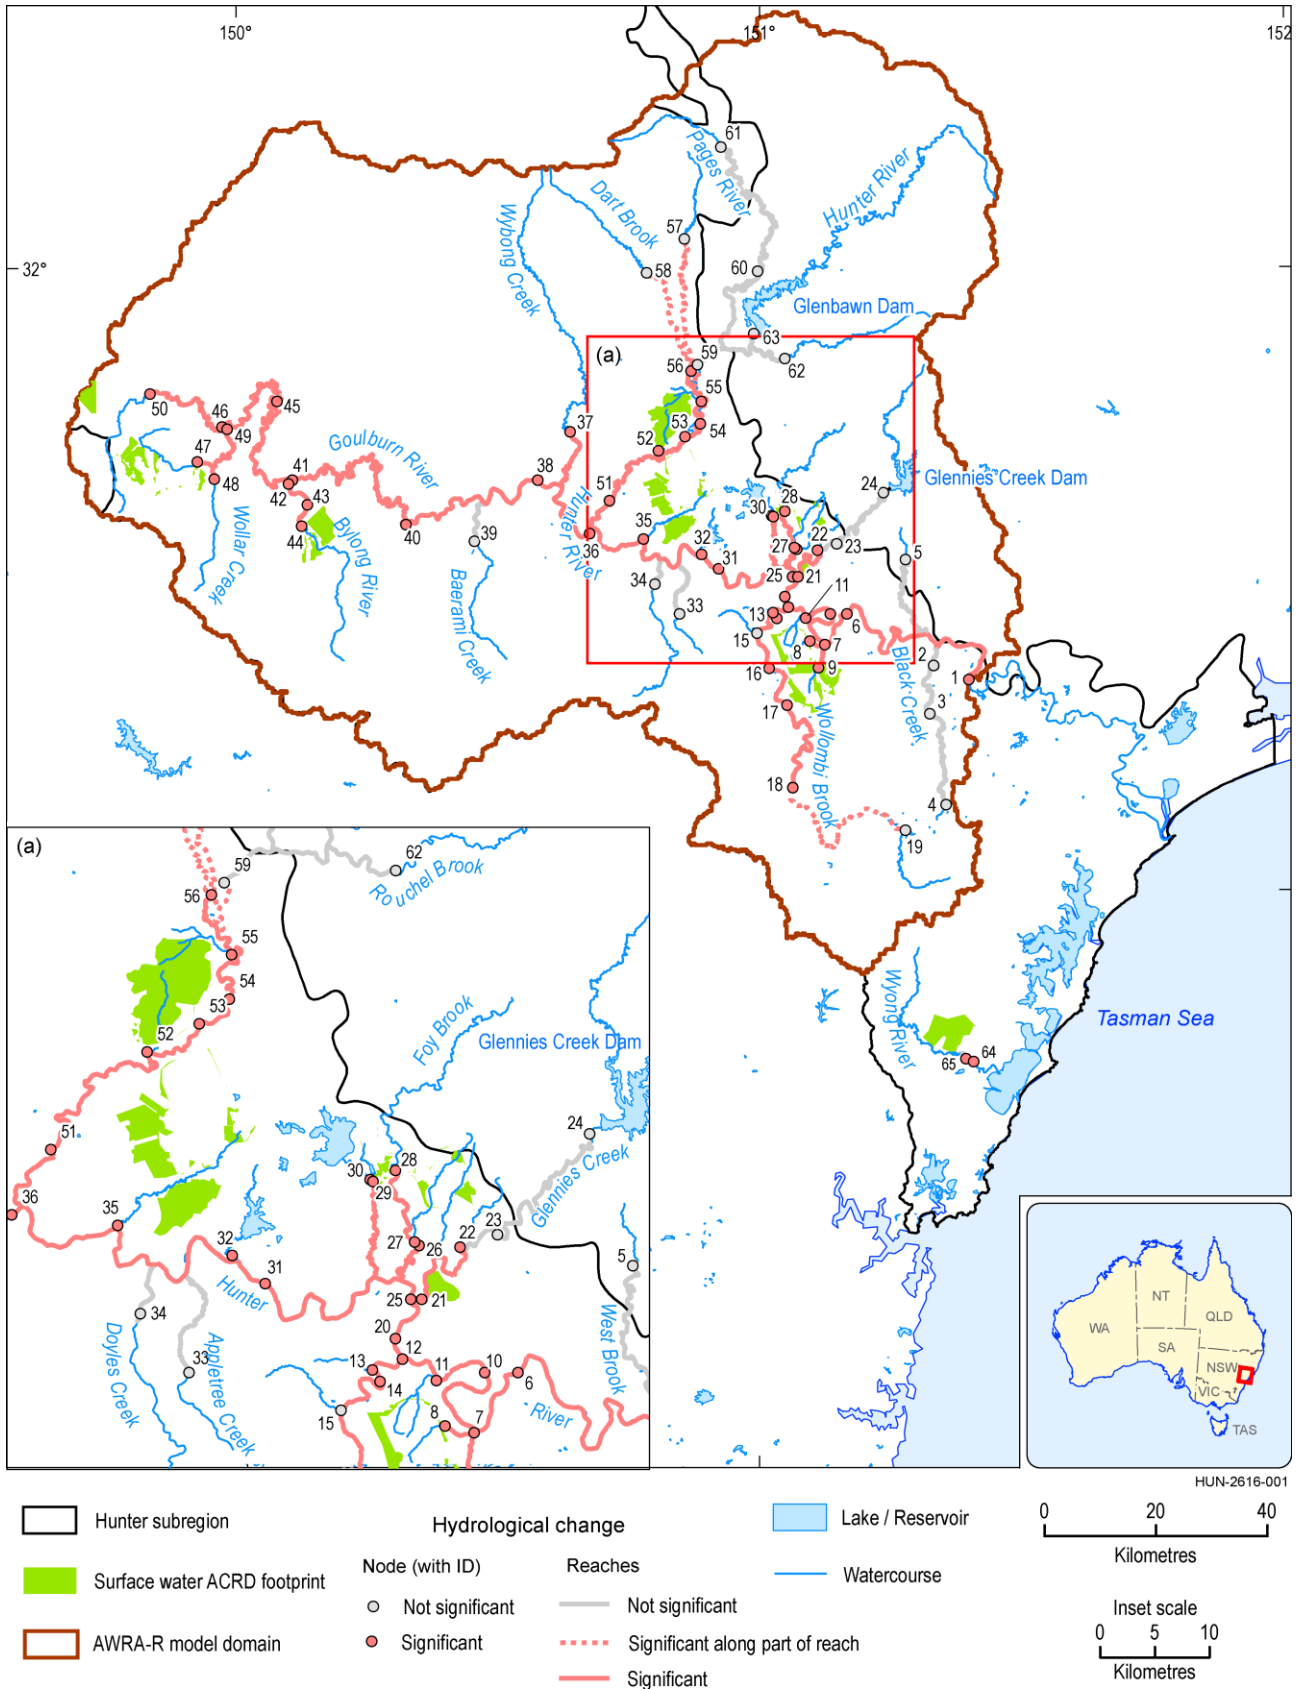 150°
151°
152
61
Pages River
Dart Brook
Hunter River
Wybong Creek
57
58
60
32°
Glenbawn Dam
63
(a)
59
62
56
55
50
45
46
49
37
53
54
52
Goulburn River
47
48
41
42
38
24
Glennies Creek Dam
43
51
28
30
44
40
39
Hunter River
35
36
32
31
27
22
23
5
Wollar Creek
Bylong River
Baerami Creek
34
33
25
21
11
13
6
15
8
7
2
1
16
9
Black Creek
3
17
Wollombi Brook
18
4
19
(a)
59
62
Rouchel Brook
56
55
54
53
52
Foy Brook
Glennies Creek Dam
Wyong River
Tasman Sea
64
65
24
51
28
30
29
Glennies Creek
36
35
23
22
27
26
32
31
5
Hunter
25
21
34
20
12
West Brook
33
13
11
10
6
14
Doyles Creek
Appletree Creek
15
8
7
River
NT
QLD
WA
SA
NSW
VIC
TAS
HUN-2616-001
Hunter subregion
Surface water ACRD footprint
AWRA-R model domain
Hydrological change
Node (with ID)
Not significant
Significant
Reaches
Not significant
Significant along part of reach
Significant
Lake / Reservoir
Watercourse
0 20 40
Kilometres
Inset scale
0 5 10
Kilometres